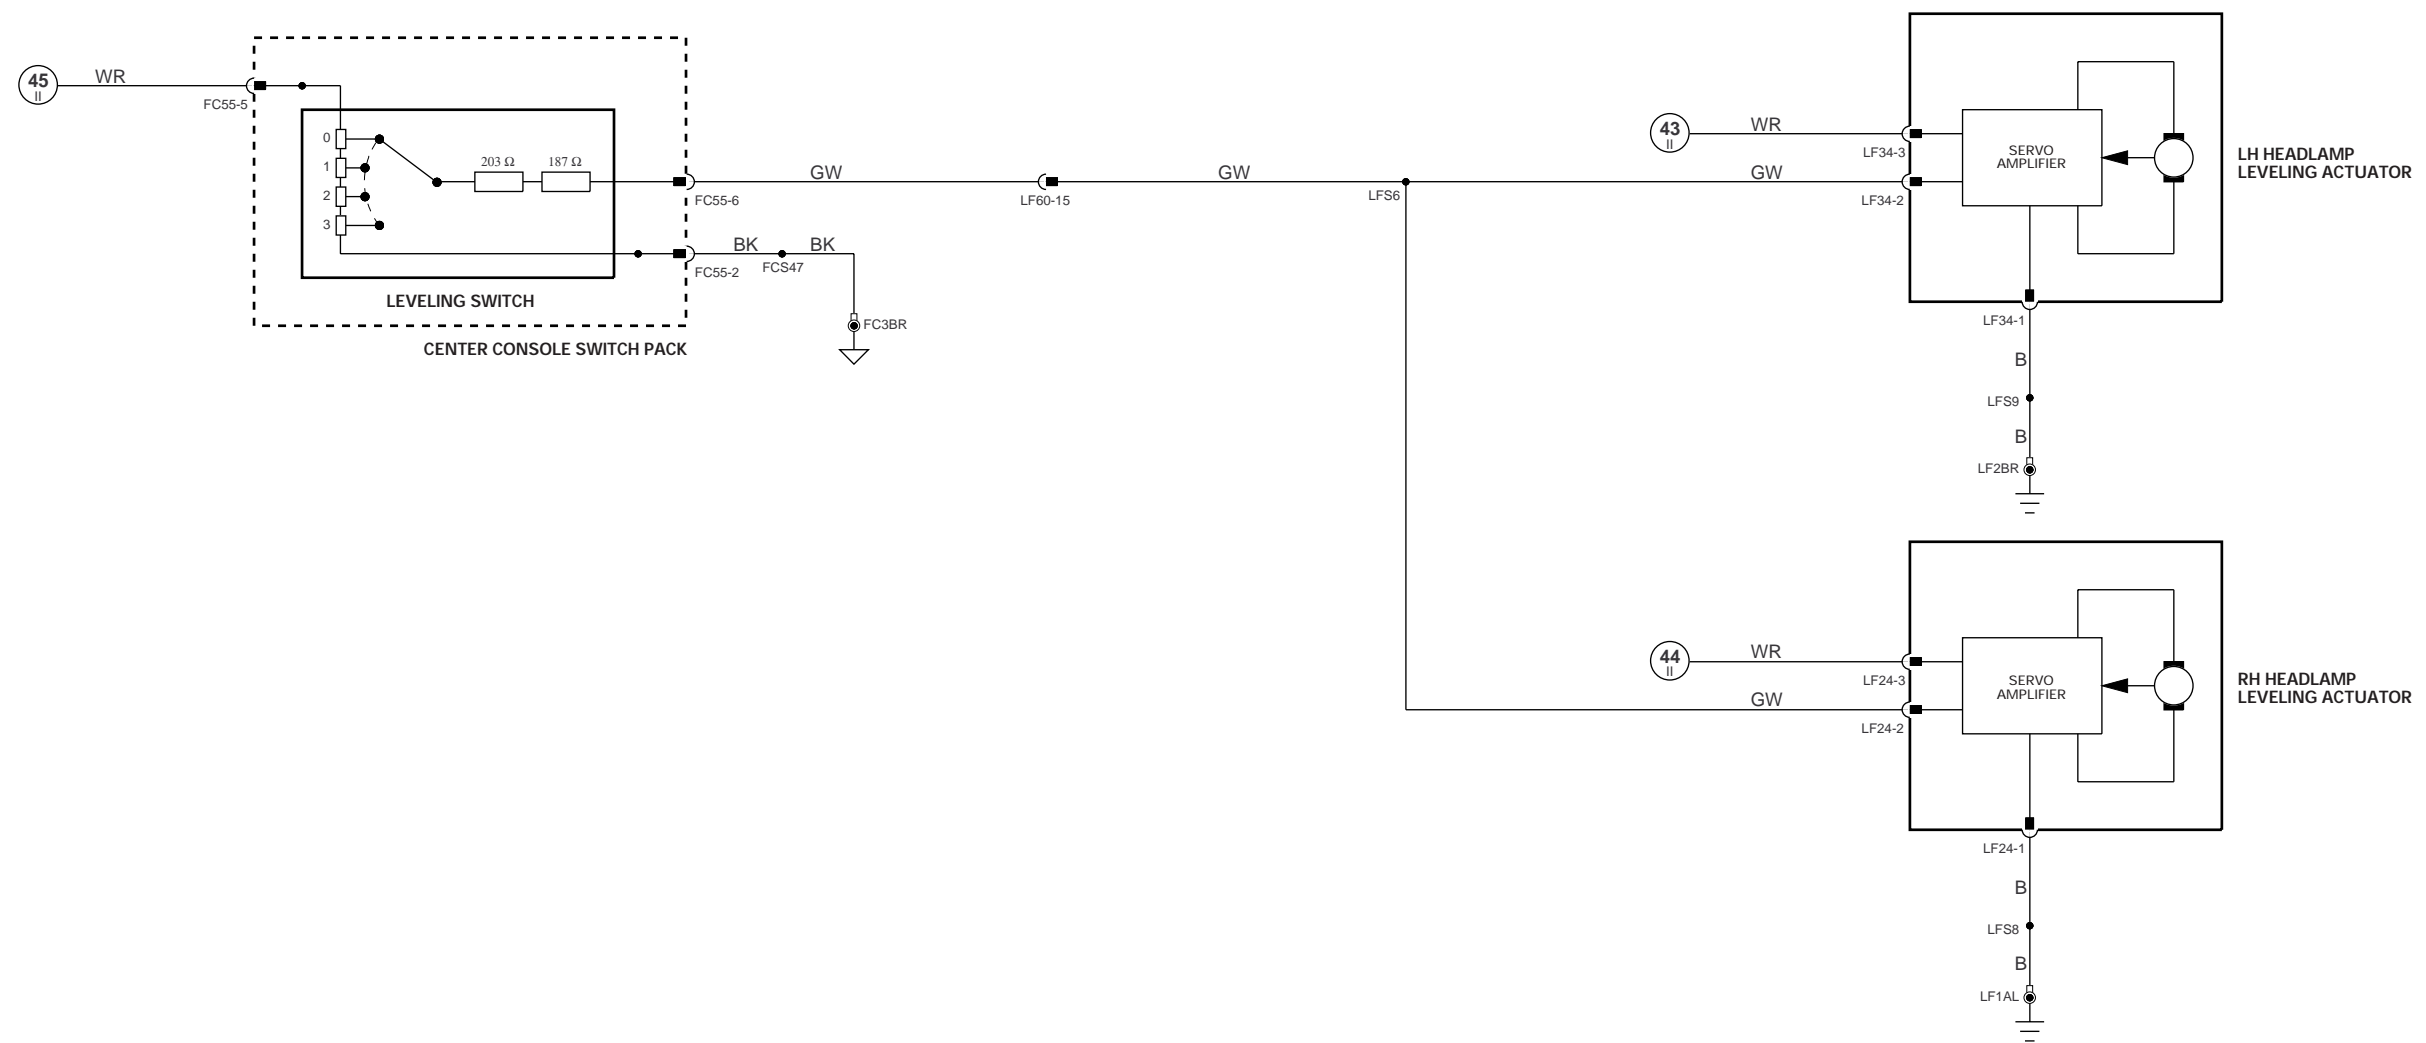 45
II
WR
FC55-5
0
1
2
3
203 Ω
187 Ω
LEVELING SWITCH
CENTER CONSOLE SWITCH PACK
FC55-6
GW
LF60-15
GW
LFS6
GW
FC55-2
BK
FCS47
BK
FC3BR
43
II
WR
LF34-3
LF34-2
SERVO
AMPLIFIER
LH HEADLAMP
LEVELING ACTUATOR
LF34-1
B
LFS9
B
LF2BR
44
II
WR
LF24-3
GW
LF24-2
SERVO
AMPLIFIER
RH HEADLAMP
LEVELING ACTUATOR
LF24-1
B
LFS8
B
LF1AL